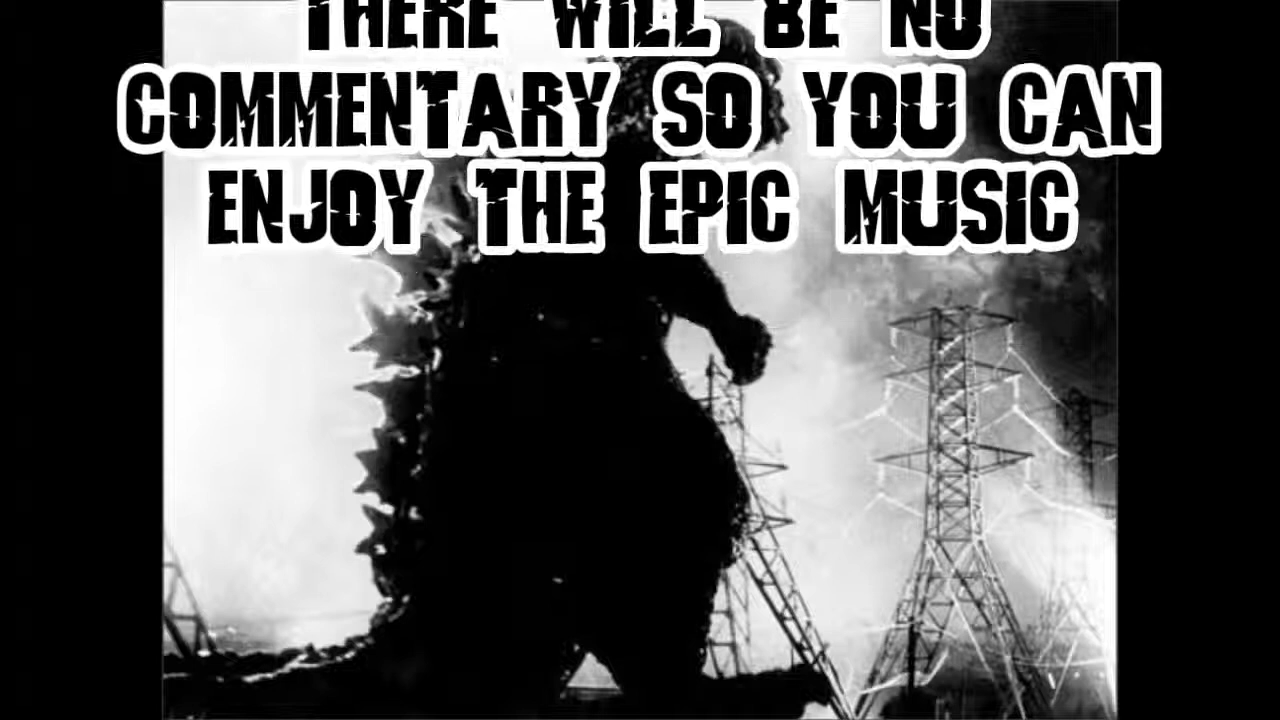 THERE WILL BE NO
COMMENTARY SO YOU CAN
ENJOY THE EPIC MUSIC